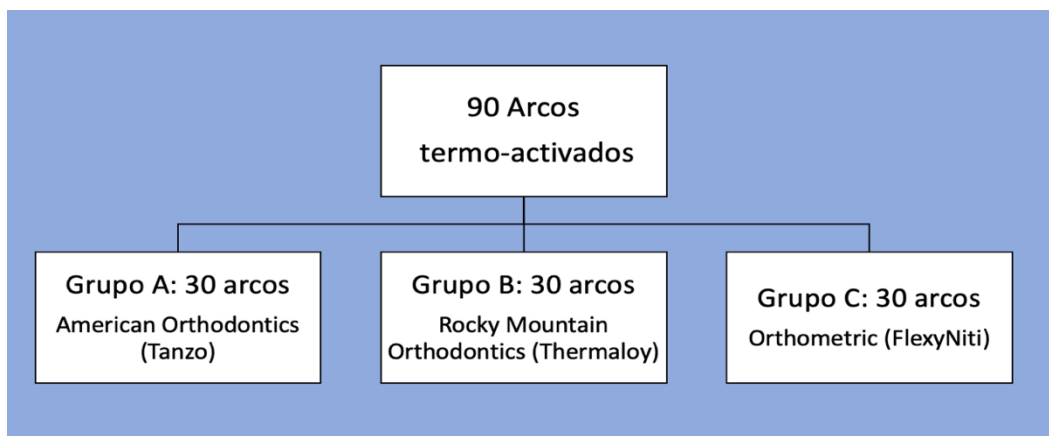 90 Arcos
termo-activados
Grupo A: 30 arcos
American Orthodontics
(Tanzo)
Grupo B: 30 arcos
Rocky Mountain
Orthodontics (Thermaloy)
Grupo C: 30 arcos
Orthometric (FlexyNiti)